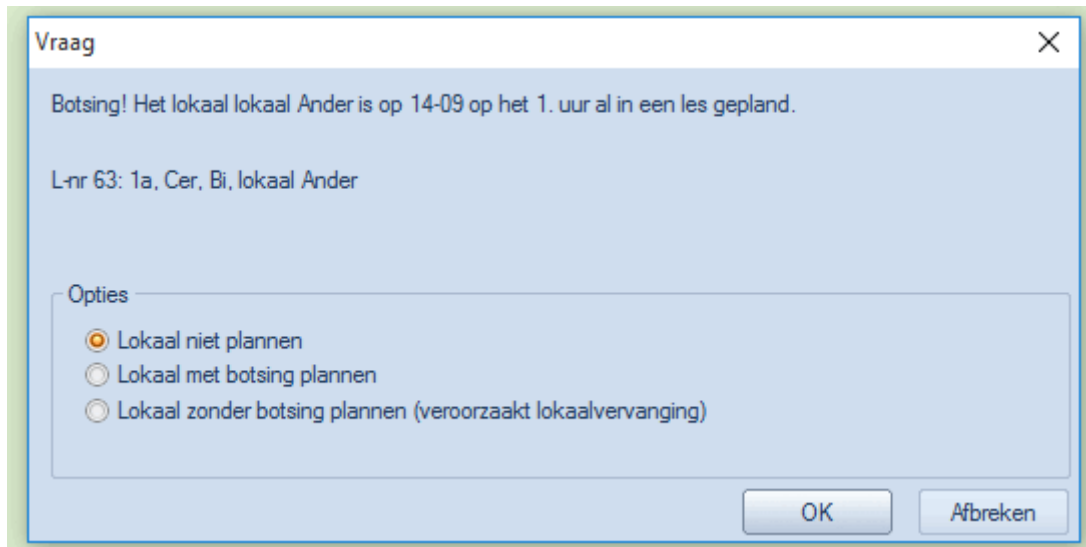 Vraag
Botsing! Het lokaal lokaal Ander is op 14-09 op het 1. uur al in een les gepland.
L-nr 63: 1a, Cer, Bi, lokaal Ander
Opties
Lokaal niet plannen
Lokaal met botsing plannen
Lokaal zonder botsing plannen (veroorzaakt lokaalvervanging)
OK
Afbreken